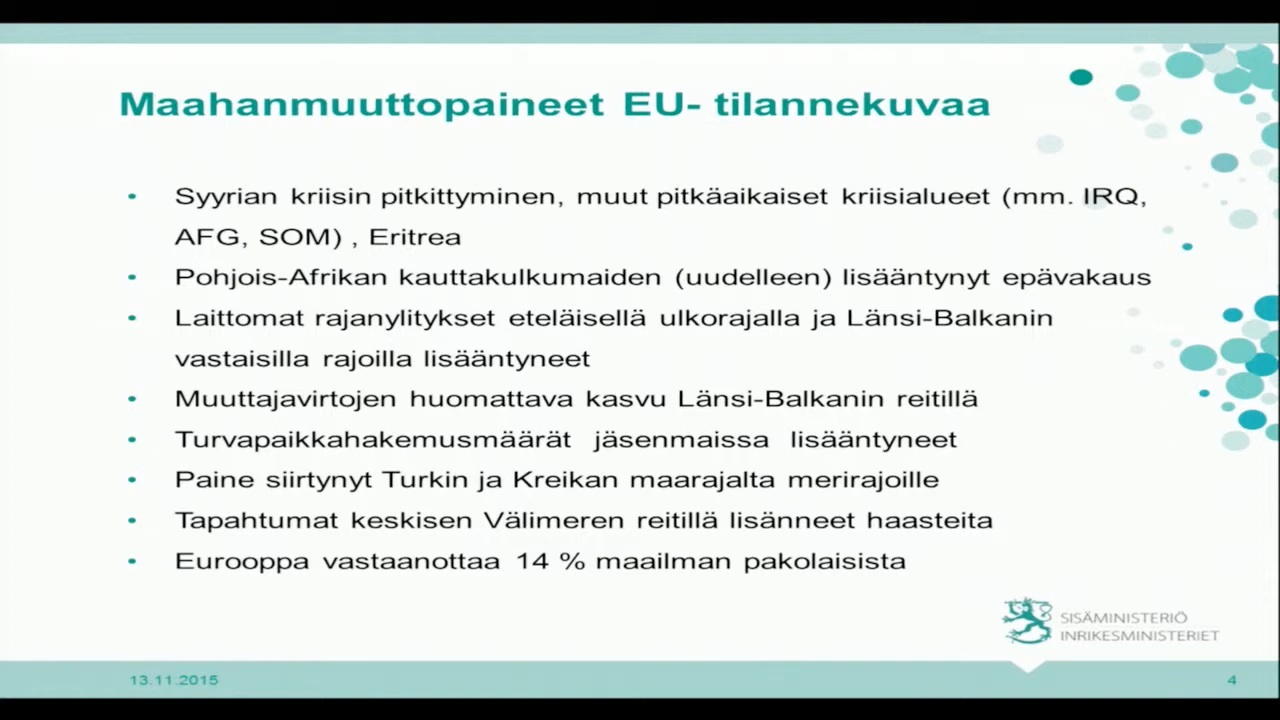 Maahanmuuttopaineet EU- tilannekuvaa
• Syyrian kriisin pitkittyminen, muut pitkäaikaiset kriisialueet (mm. IRQ,
AFG, SOM) , Eritrea
• Pohjois-Afrikan kauttakulkumaiden (uudelleen) lisääntynyt epävakaus
• Laittomat rajanylitykset eteläisellä ulkorajalla ja Länsi-Balkanin
vastaisilla rajoilla lisääntyneet
• Muuttajavirtojen huomattava kasvu Länsi-Balkanin reitillä
• Turvapaikkahakemusmäärät jäsenmaissa lisääntyneet
• Paine siirtynyt Turkin ja Kreikan maarajalta merirajoille
• Tapahtumat keskisen Välimeren reitillä lisänneet haasteita
• Eurooppa vastaanottaa 14 % maailman pakolaisista
SISÄMINISTERIÖ
INRIKESMINISTERIET
13.11.2015
4